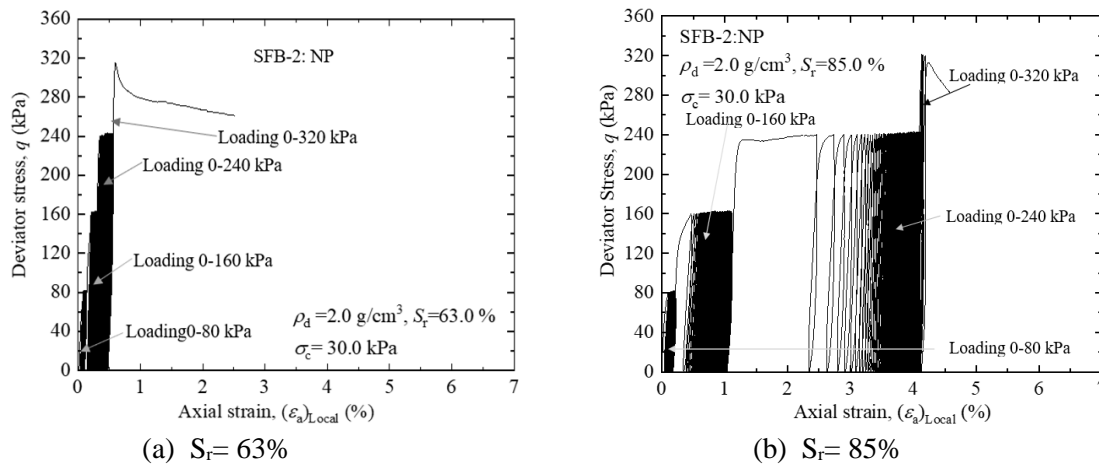 360
320
280
240
200
160
120
80
40
0
Deviator stress, q (kPa)
SFB-2: NP
Loading 0-320 kPa
Loading 0-240 kPa
Loading 0-160 kPa
Loading0-80 kPa
ρd =2.0 g/cm3, Sr=63.0 %
σc= 30.0 kPa
0 1 2 3 4 5 6 7
Axial strain, (εa)Local (%)
(a) Sr= 63%
360
320
280
240
200
160
120
80
40
0
Deviator Stress, q (kPa)
SFB-2:NP
ρd =2.0 g/cm3, Sr=85.0 %
σc= 30.0 kPa
Loading 0-160 kPa
Loading 0-320 kPa
Loading 0-240 kPa
Loading 0-80 kPa
0 1 2 3 4 5 6 7
Axial strain, (εa)Local (%)
(b) Sr= 85%